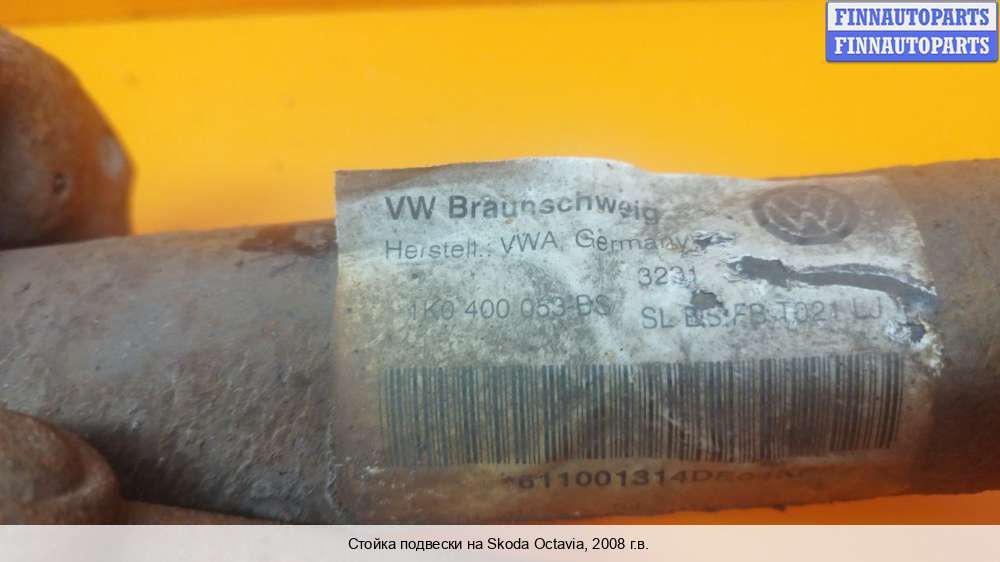 FINNAUTOPARTS
FINNAUTOPARTS
VW Braunschweig
Herstell.: VWA, Germany
3231
1K0 400 053-BS
SL FB-T021 LJ
Стойка подвески на Skoda Octavia, 2008 г.в.